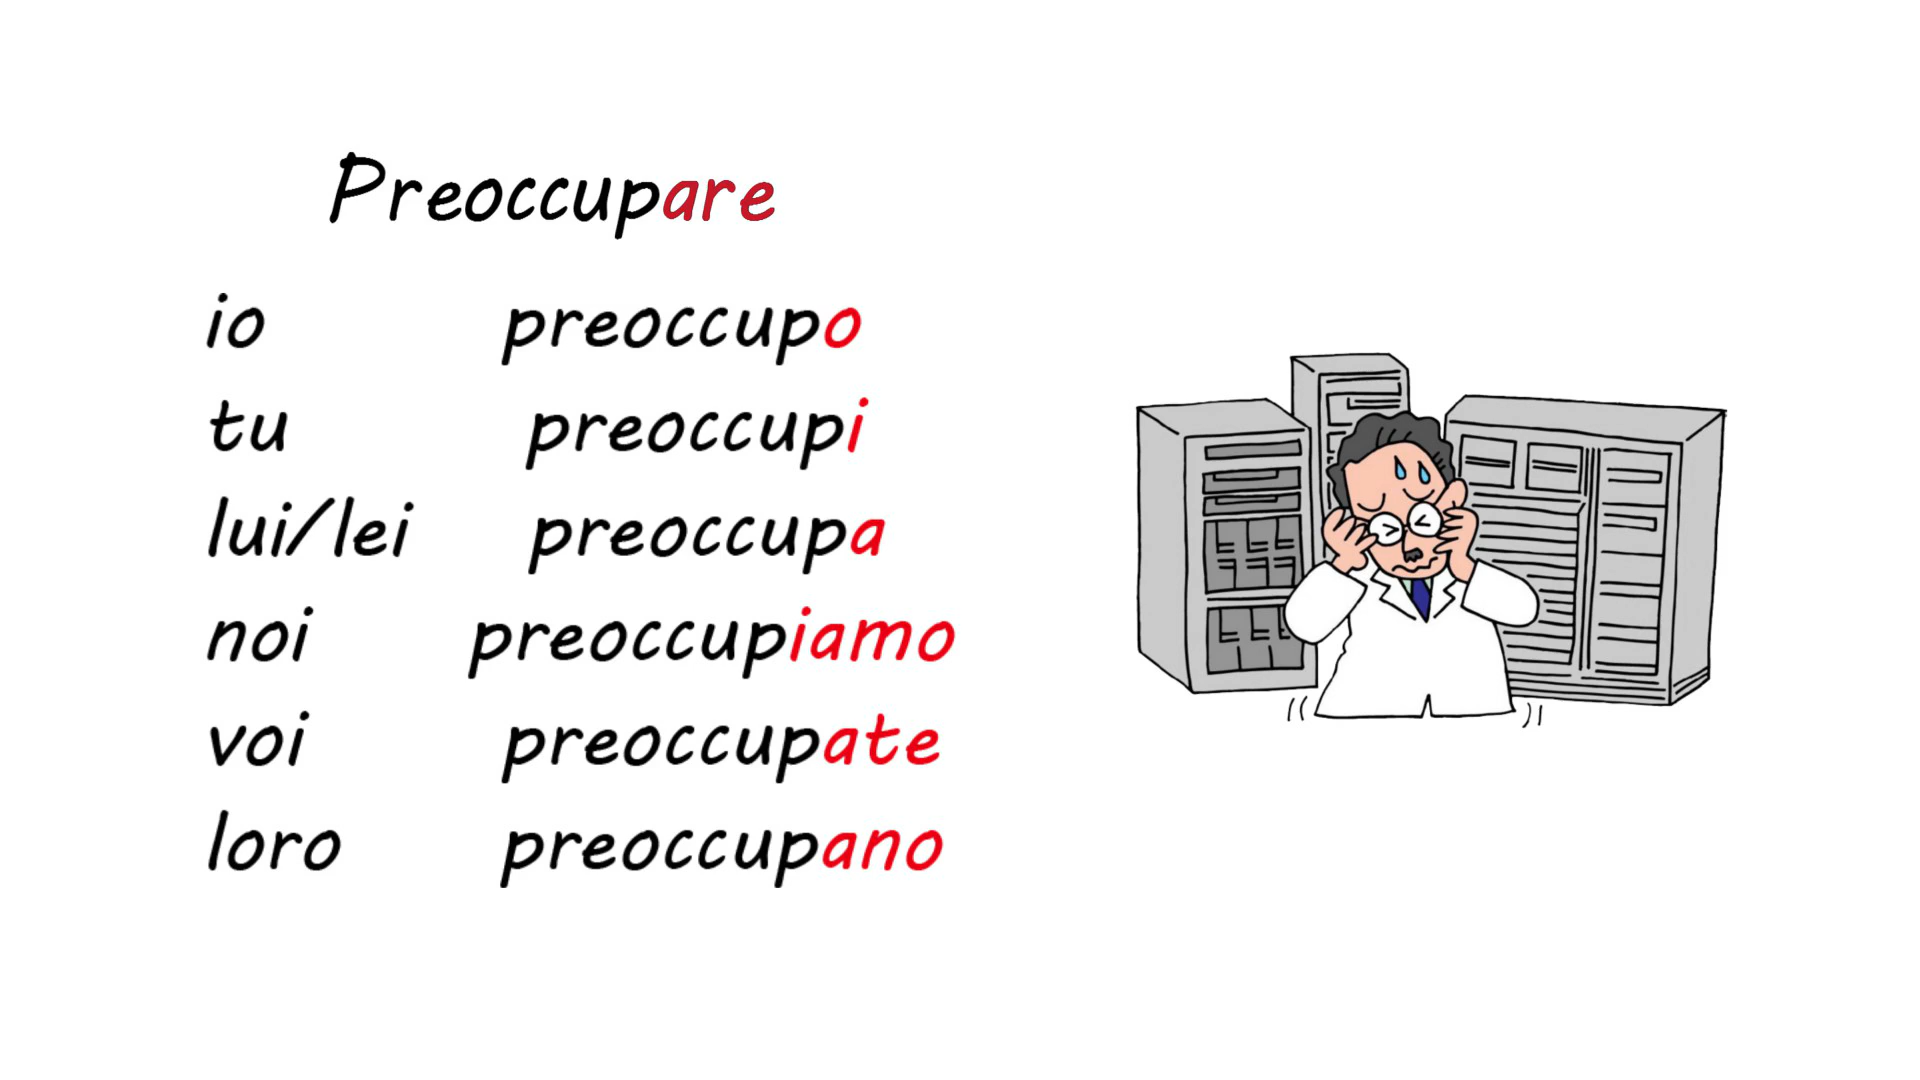 Preoccupare
io preoccupo
tu preoccupi
lui/lei preoccupa
noi preoccupiamo
voi preoccupate
loro preoccupano